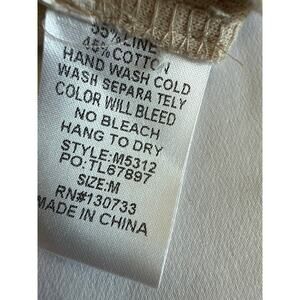 55% LINE
45% COTTON
HAND WASH COLD
WASH SEPARA TELY
COLOR WILL BLEED
NO BLEACH
HANG TO DRY
STYLE: M5312
PO: TL67897
SIZE: M
RN#130733
MADE IN CHINA